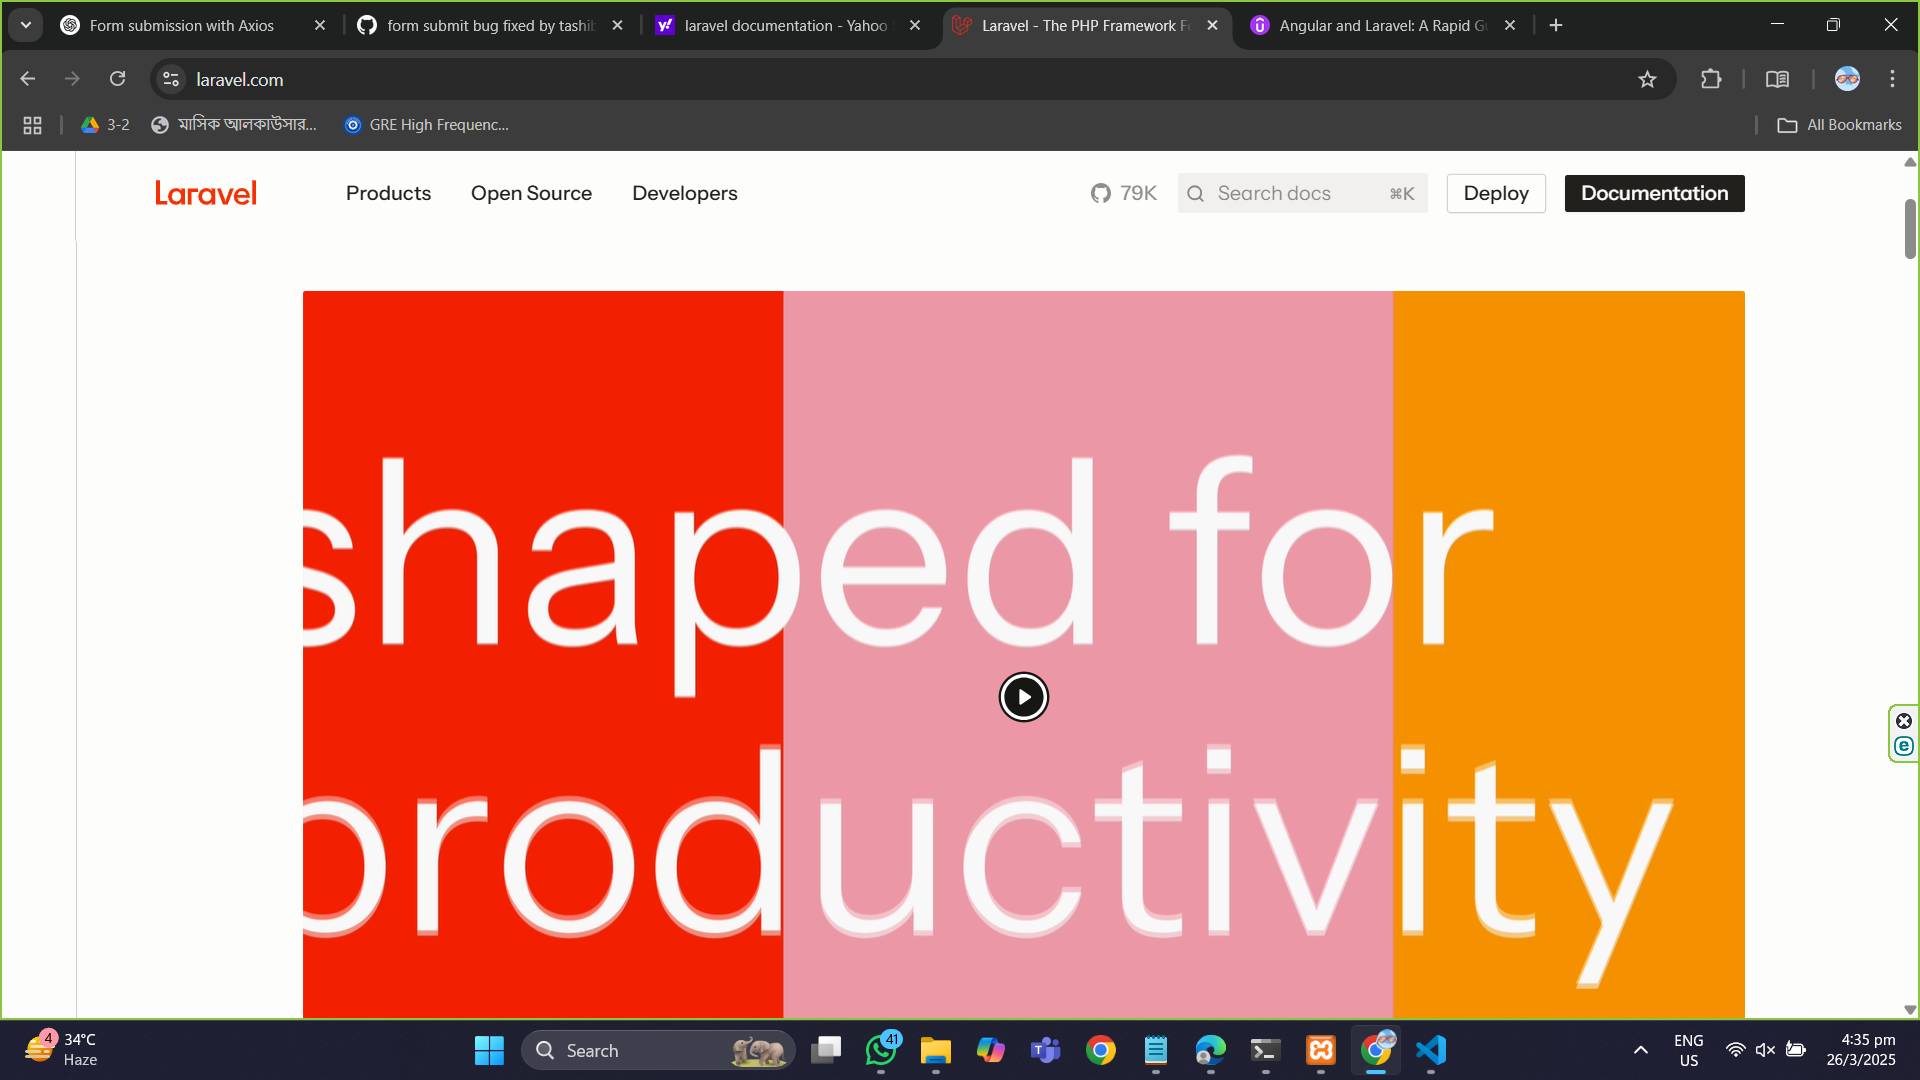 Form submission with Axios
form submit bug fixed by tashib
laravel documentation - Yahoo
Laravel - The PHP Framework Fo
Angular and Laravel: A Rapid Gu
laravel.com
3-2
মাসিক আলকাউসার...
GRE High Frequenc...
All Bookmarks
Laravel
Products
Open Source
Developers
79K
Search docs
⌘K
Deploy
Documentation
shaped for
productivity
4
34°C
Haze
Search
41
ENG
US
4:35 pm
26/3/2025